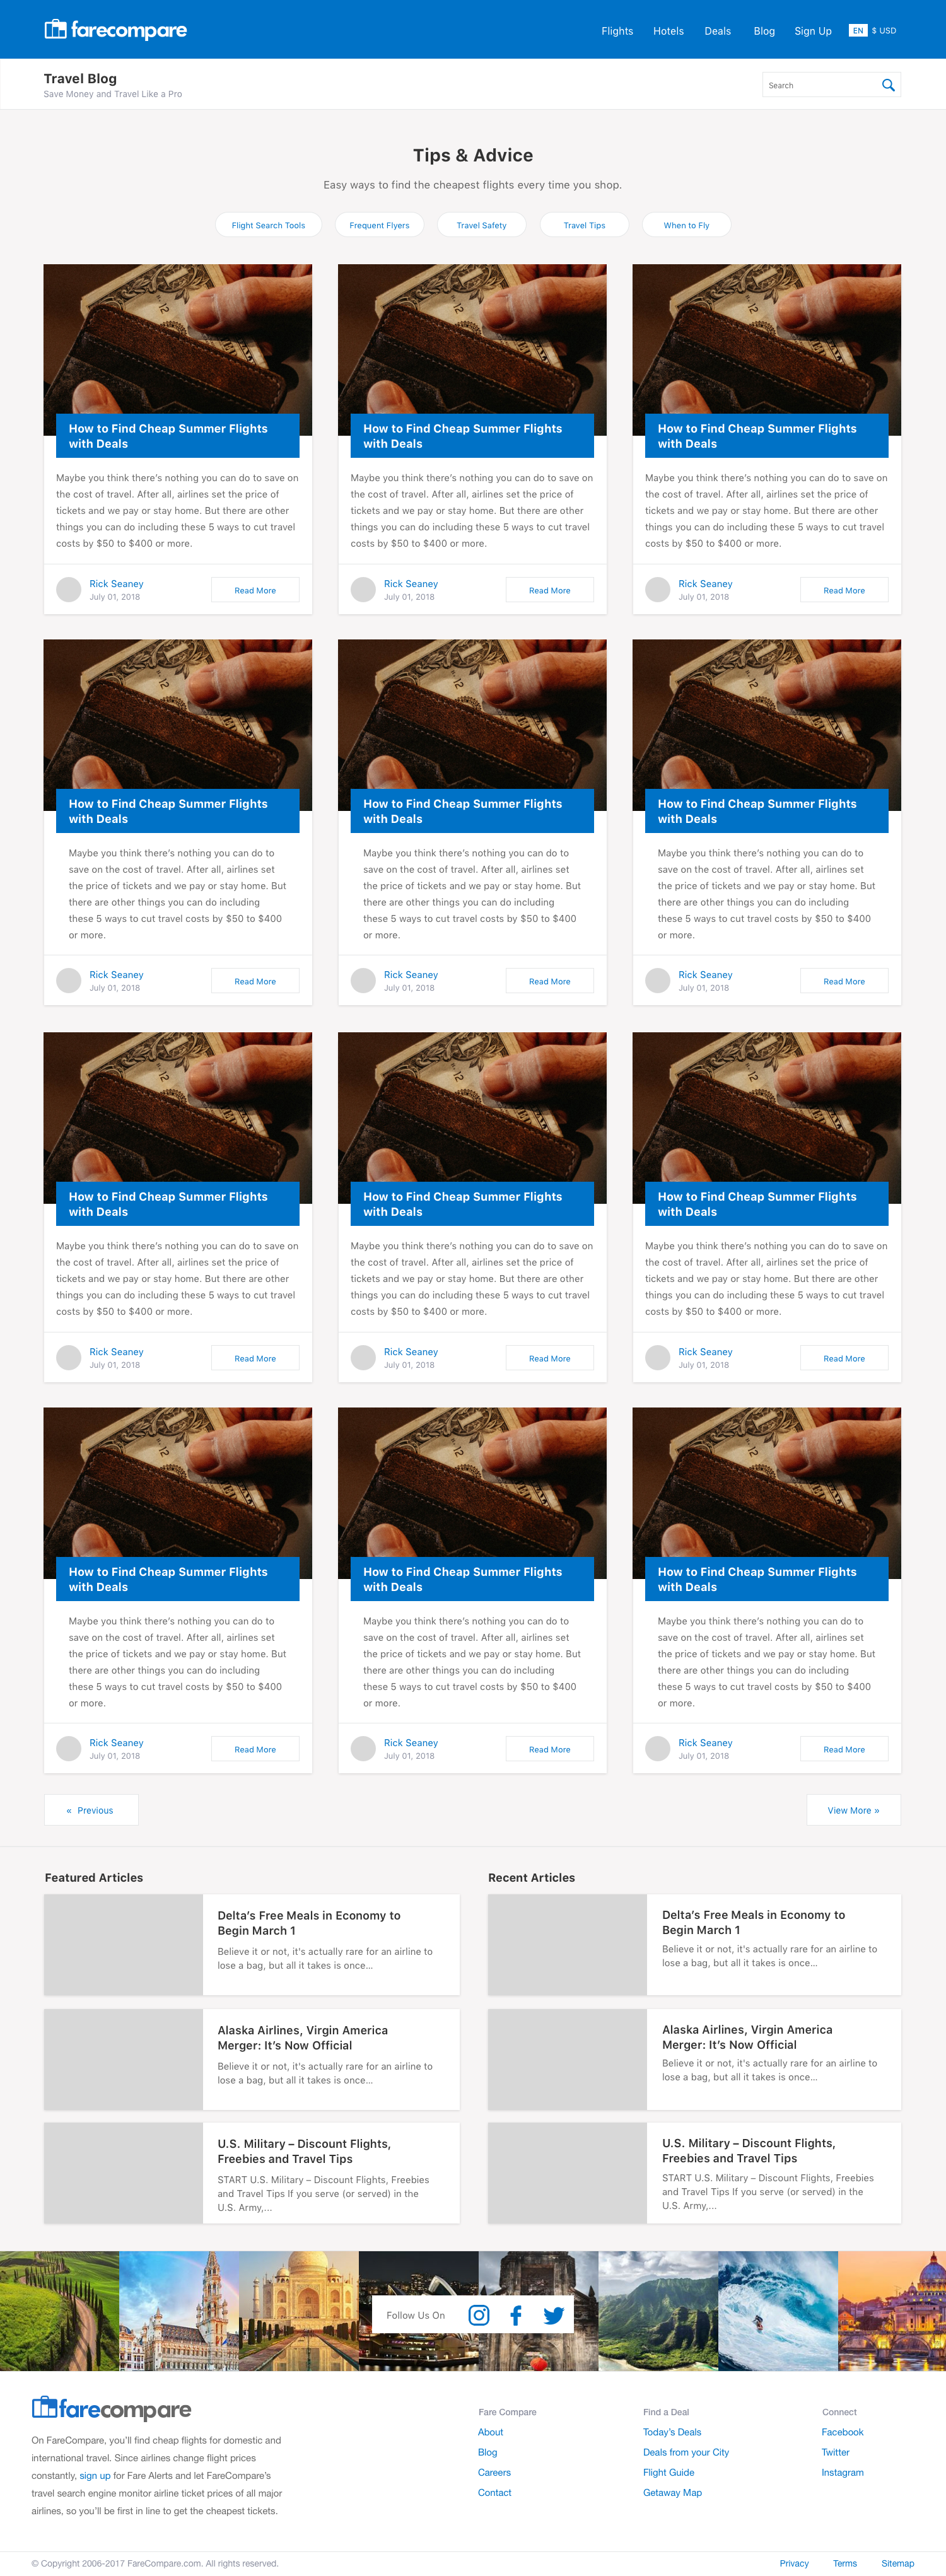 farecompare
Flights Hotels Deals Blog Sign Up EN $ USD
Travel Blog
Save Money and Travel Like a Pro
Search
Tips & Advice
Easy ways to find the cheapest flights every time you shop.
Flight Search Tools Frequent Flyers Travel Safety Travel Tips When to Fly
How to Find Cheap Summer Flights
with Deals
Maybe you think there's nothing you can do to save on
the cost of travel. After all, airlines set the price of
tickets and we pay or stay home. But there are other
things you can do including these 5 ways to cut travel
costs by $50 to $400 or more.
Rick Seaney
July 01, 2018
Read More
How to Find Cheap Summer Flights
with Deals
Maybe you think there's nothing you can do to save on
the cost of travel. After all, airlines set the price of
tickets and we pay or stay home. But there are other
things you can do including these 5 ways to cut travel
costs by $50 to $400 or more.
Rick Seaney
July 01, 2018
Read More
How to Find Cheap Summer Flights
with Deals
Maybe you think there's nothing you can do to save on
the cost of travel. After all, airlines set the price of
tickets and we pay or stay home. But there are other
things you can do including these 5 ways to cut travel
costs by $50 to $400 or more.
Rick Seaney
July 01, 2018
Read More
How to Find Cheap Summer Flights
with Deals
Maybe you think there's nothing you can do to
save on the cost of travel. After all, airlines set
the price of tickets and we pay or stay home. But
there are other things you can do including
these 5 ways to cut travel costs by $50 to $400
or more.
Rick Seaney
July 01, 2018
Read More
How to Find Cheap Summer Flights
with Deals
Maybe you think there's nothing you can do to
save on the cost of travel. After all, airlines set
the price of tickets and we pay or stay home. But
there are other things you can do including
these 5 ways to cut travel costs by $50 to $400
or more.
Rick Seaney
July 01, 2018
Read More
How to Find Cheap Summer Flights
with Deals
Maybe you think there's nothing you can do to
save on the cost of travel. After all, airlines set
the price of tickets and we pay or stay home. But
there are other things you can do including
these 5 ways to cut travel costs by $50 to $400
or more.
Rick Seaney
July 01, 2018
Read More
How to Find Cheap Summer Flights
with Deals
Maybe you think there's nothing you can do to save on
the cost of travel. After all, airlines set the price of
tickets and we pay or stay home. But there are other
things you can do including these 5 ways to cut travel
costs by $50 to $400 or more.
Rick Seaney
July 01, 2018
Read More
How to Find Cheap Summer Flights
with Deals
Maybe you think there's nothing you can do to save on
the cost of travel. After all, airlines set the price of
tickets and we pay or stay home. But there are other
things you can do including these 5 ways to cut travel
costs by $50 to $400 or more.
Rick Seaney
July 01, 2018
Read More
How to Find Cheap Summer Flights
with Deals
Maybe you think there's nothing you can do to save on
the cost of travel. After all, airlines set the price of
tickets and we pay or stay home. But there are other
things you can do including these 5 ways to cut travel
costs by $50 to $400 or more.
Rick Seaney
July 01, 2018
Read More
How to Find Cheap Summer Flights
with Deals
Maybe you think there's nothing you can do to
save on the cost of travel. After all, airlines set
the price of tickets and we pay or stay home. But
there are other things you can do including
these 5 ways to cut travel costs by $50 to $400
or more.
Rick Seaney
July 01, 2018
Read More
How to Find Cheap Summer Flights
with Deals
Maybe you think there's nothing you can do to
save on the cost of travel. After all, airlines set
the price of tickets and we pay or stay home. But
there are other things you can do including
these 5 ways to cut travel costs by $50 to $400
or more.
Rick Seaney
July 01, 2018
Read More
How to Find Cheap Summer Flights
with Deals
Maybe you think there's nothing you can do to
save on the cost of travel. After all, airlines set
the price of tickets and we pay or stay home. But
there are other things you can do including
these 5 ways to cut travel costs by $50 to $400
or more.
Rick Seaney
July 01, 2018
Read More
« Previous
View More »
Featured Articles
Delta's Free Meals in Economy to
Begin March 1
Believe it or not, it's actually rare for an airline to
lose a bag, but all it takes is once...
Alaska Airlines, Virgin America
Merger: It's Now Official
Believe it or not, it's actually rare for an airline to
lose a bag, but all it takes is once...
U.S. Military – Discount Flights,
Freebies and Travel Tips
START U.S. Military – Discount Flights, Freebies
and Travel Tips If you serve (or served) in the
U.S. Army,...
Recent Articles
Delta's Free Meals in Economy to
Begin March 1
Believe it or not, it's actually rare for an airline to
lose a bag, but all it takes is once...
Alaska Airlines, Virgin America
Merger: It's Now Official
Believe it or not, it's actually rare for an airline to
lose a bag, but all it takes is once...
U.S. Military – Discount Flights,
Freebies and Travel Tips
START U.S. Military – Discount Flights, Freebies
and Travel Tips If you serve (or served) in the
U.S. Army,...
Follow Us On
farecompare
On FareCompare, you'll find cheap flights for domestic and
international travel. Since airlines change flight prices
constantly, sign up for Fare Alerts and let FareCompare's
travel search engine monitor airline ticket prices of all major
airlines, so you'll be first in line to get the cheapest tickets.
Fare Compare
About
Blog
Careers
Contact
Find a Deal
Today's Deals
Deals from your City
Flight Guide
Getaway Map
Connect
Facebook
Twitter
Instagram
© Copyright 2006-2017 FareCompare.com. All rights reserved.
Privacy Terms Sitemap